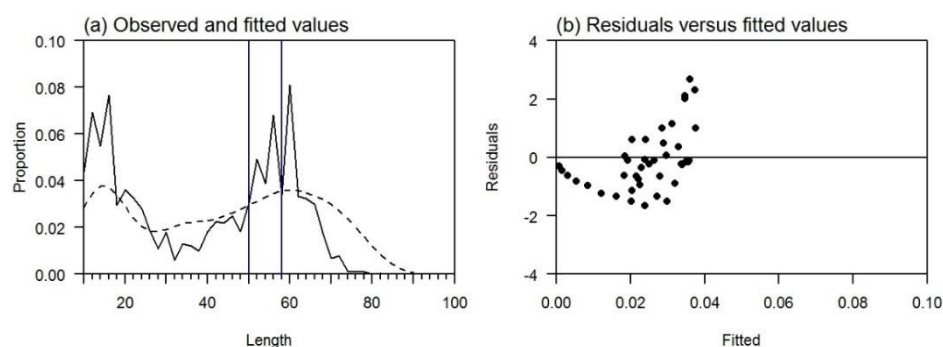 (a) Observed and fitted values
0.10
0.08
0.06
0.04
0.02
0.00
Proportion
20 40 60 80 100
Length
(b) Residuals versus fitted values
4
2
0
-2
-4
Residuals
0.00 0.02 0.04 0.06 0.08 0.10
Fitted